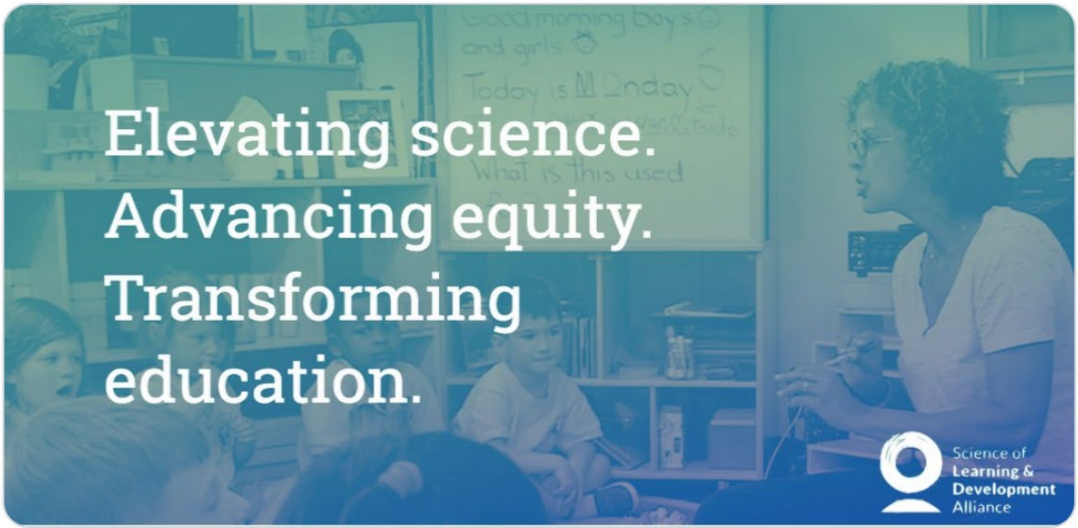 Good morning boys
and girls
Today is M nday
What is this used
Elevating science.
Advancing equity.
Transforming
education.
Science of
Learning &
Development
Alliance